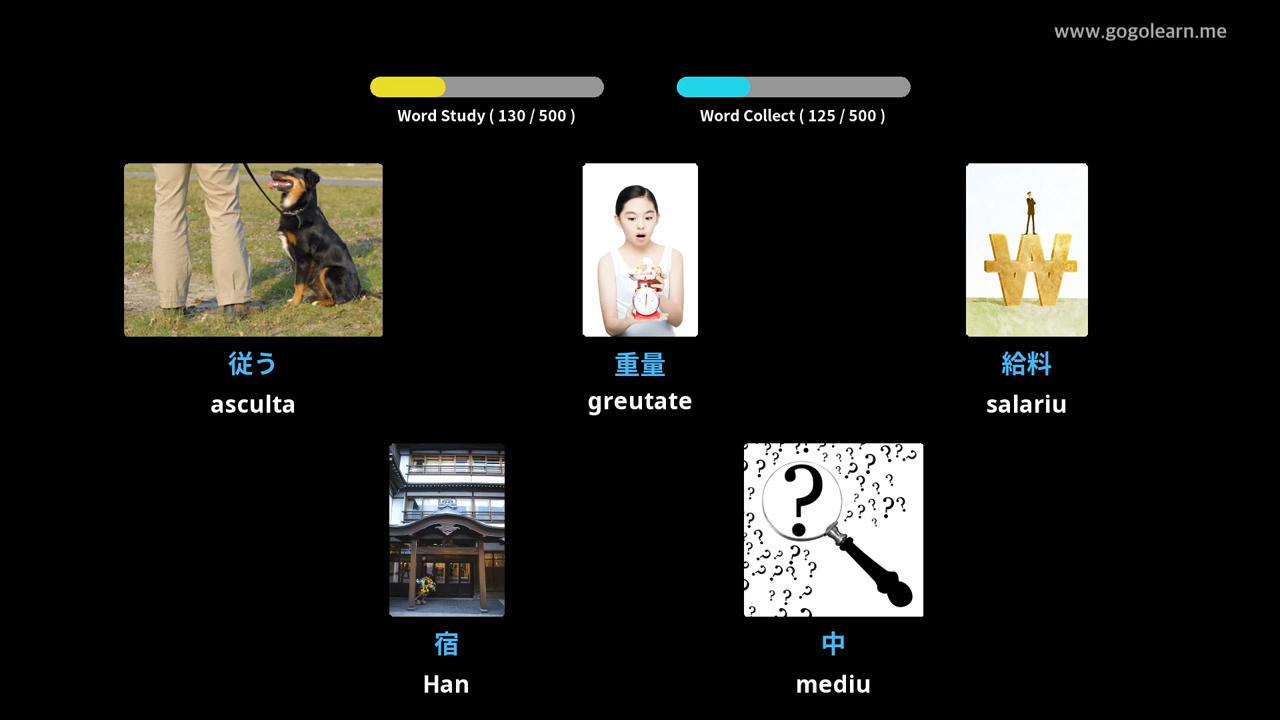 www.gogolearn.me
Word Study ( 130 / 500 )
Word Collect ( 125 / 500 )
従う
asculta
重量
greutate
給料
salariu
宿
Han
中
mediu